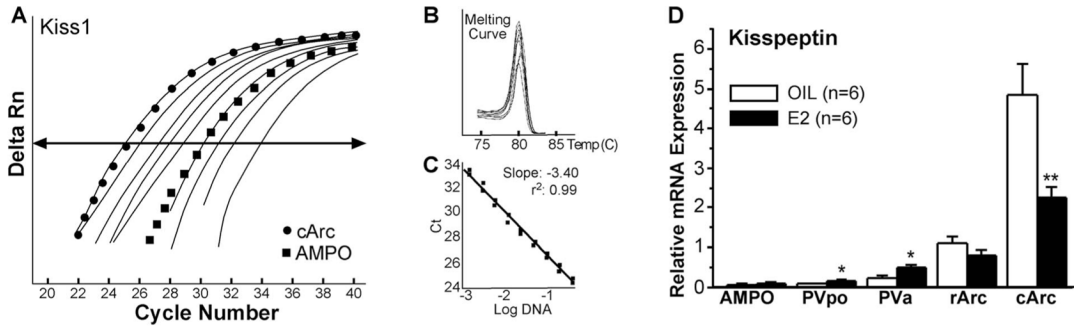 A
Kiss1
Delta Rn
cArc
AMPO
20 22 24 26 28 30 32 34 36 38 40
Cycle Number
B
Melting
Curve
75 80 85 Temp(C)
C
34
32
30
28
26
24
Ct
Slope: -3.40
r²: 0.99
-3 -2 -1
Log DNA
D
Kisspeptin
OIL (n=6)
E2 (n=6)
Relative mRNA Expression
6
5
4
3
2
1
0
* * **
AMPO PVpo PVa rArc cArc